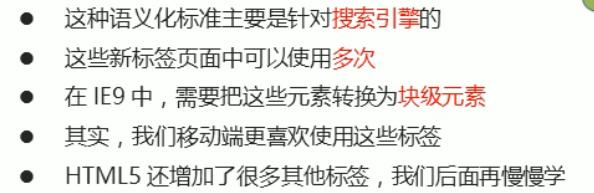 ● 这种语义化标准主要是针对搜索引擎的
● 这些新标签页面中可以使用多次
● 在 IE9 中，需要把这些元素转换为块级元素
● 其实，我们移动端更喜欢使用这些标签
● HTML5 还增加了很多其他标签，我们后面再慢慢学